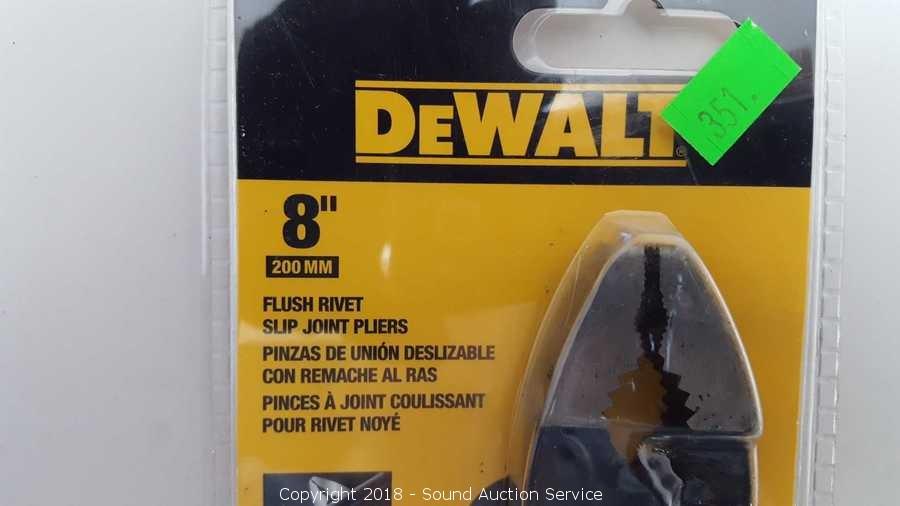 DEWALT
351.
8"
200 MM
FLUSH RIVET
SLIP JOINT PLIERS
PINZAS DE UNIÓN DESLIZABLE
CON REMACHE AL RAS
PINCES À JOINT COULISSANT
POUR RIVET NOYÉ
Copyright 2018 - Sound Auction Service